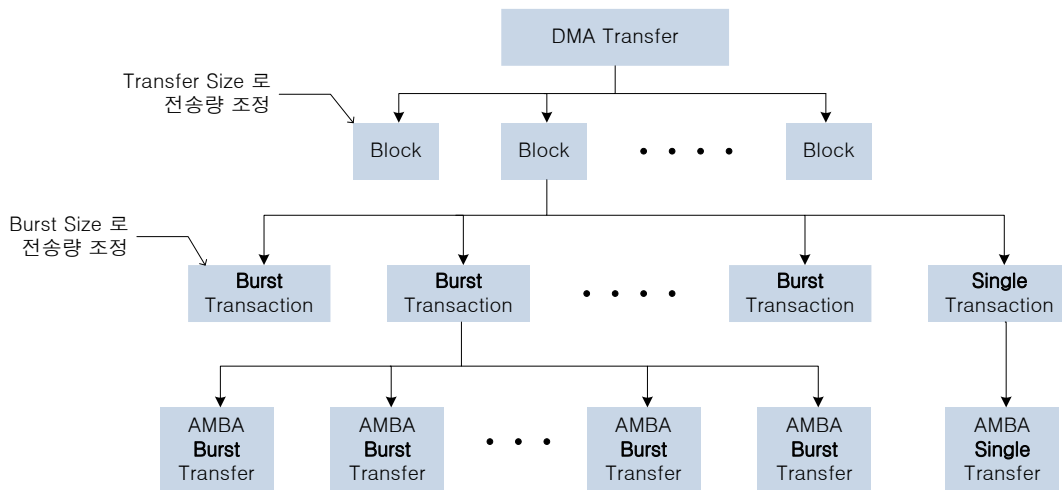 DMA Transfer
Transfer Size 로
전송량 조정
Block
Block
Block
Burst Size 로
전송량 조정
Burst
Transaction
Burst
Transaction
Burst
Transaction
Single
Transaction
AMBA
Burst
Transfer
AMBA
Burst
Transfer
AMBA
Burst
Transfer
AMBA
Burst
Transfer
AMBA
Single
Transfer